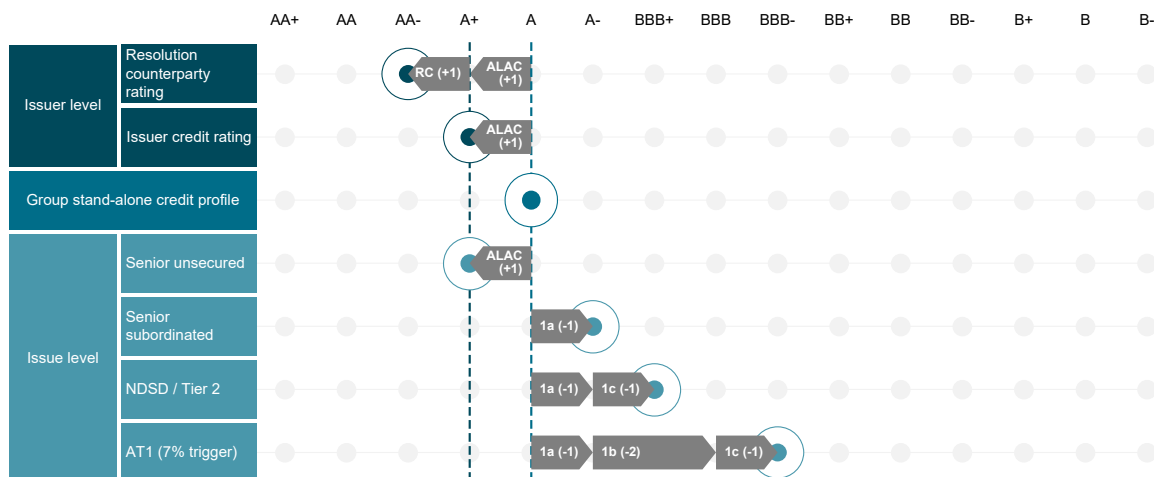 AA+ AA AA- A+ A A- BBB+ BBB BBB- BB+ BB BB- B+ B B-
Issuer level
Resolution
counterparty
rating
RC (+1)
ALAC
(+1)
Issuer credit rating
ALAC
(+1)
Group stand-alone credit profile
Issue level
Senior unsecured
ALAC
(+1)
Senior
subordinated
1a (-1)
NDSD / Tier 2
1a (-1) 1c (-1)
AT1 (7% trigger)
1a (-1) 1b (-2) 1c (-1)